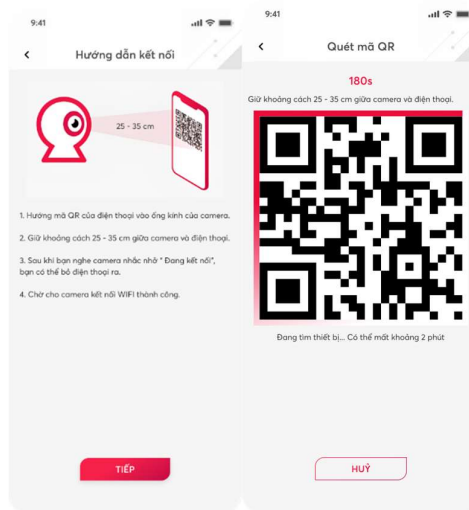 9:41
Hướng dẫn kết nối
25 - 35 cm
1. Hướng mã QR của điện thoại vào ống kính của camera.
2. Giữ khoảng cách 25 - 35 cm giữa camera và điện thoại.
3. Sau khi bạn nghe camera nhắc nhở " Đang kết nối",
bạn có thể bỏ điện thoại ra.
4. Chờ cho camera kết nối WIFI thành công.
TIẾP
9:41
Quét mã QR
180s
Giữ khoảng cách 25 - 35 cm giữa camera và điện thoại.
Đang tìm thiết bị... Có thể mất khoảng 2 phút
HUỶ